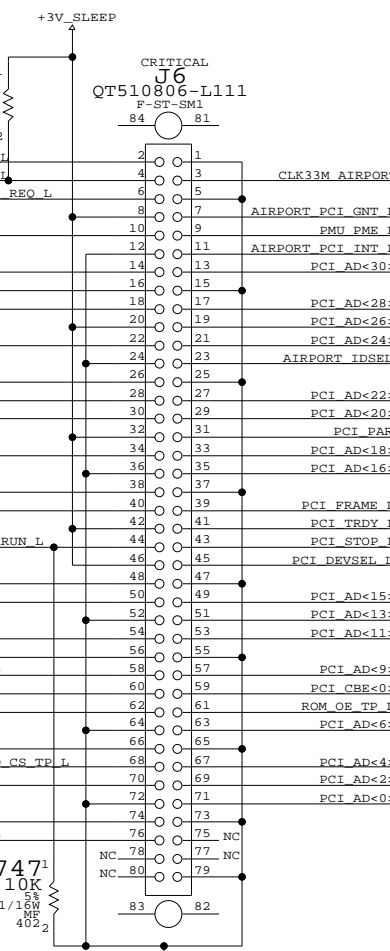 +3V_SLEEP
CRITICAL
J6
QT510806-L111
F-ST-SM1
84 81
2 1
4 3 CLK33M_AIRPORT
_REQ_L 6 5
8 7 AIRPORT_PCI_GNT_L
10 9 PMU_PME_L
12 11 AIRPORT_PCI_INT_L
14 13 PCI_AD<30>
16 15
18 17 PCI_AD<28>
20 19 PCI_AD<26>
22 21 PCI_AD<24>
24 23 AIRPORT_IDSEL
26 25
28 27 PCI_AD<22>
30 29 PCI_AD<20>
32 31 PCI_PAR
34 33 PCI_AD<18>
36 35 PCI_AD<16>
38 37
40 39 PCI_FRAME_L
42 41 PCI_TRDY_L
RUN_L 44 43 PCI_STOP_L
46 45 PCI_DEVSEL_L
48 47
50 49 PCI_AD<15>
52 51 PCI_AD<13>
54 53 PCI_AD<11>
56 55
58 57 PCI_AD<9>
60 59 PCI_CBE<0>
62 61 ROM_OE_TP_L
64 63 PCI_AD<6>
66 65
_CS_TP_L 68 67 PCI_AD<4>
70 69 PCI_AD<2>
72 71 PCI_AD<0>
74 73
76 75 NC
NC 78 77 NC
NC 80 79
83 82
747 1
10K
5%
1/16W
MF
402 2